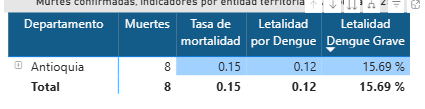 Muertes confirmadas, indicadores por entidad territoria
Departamento Muertes Tasa de mortalidad Letalidad por Dengue Letalidad Dengue Grave
Antioquia 8 0.15 0.12 15.69 %
Total 8 0.15 0.12 15.69 %